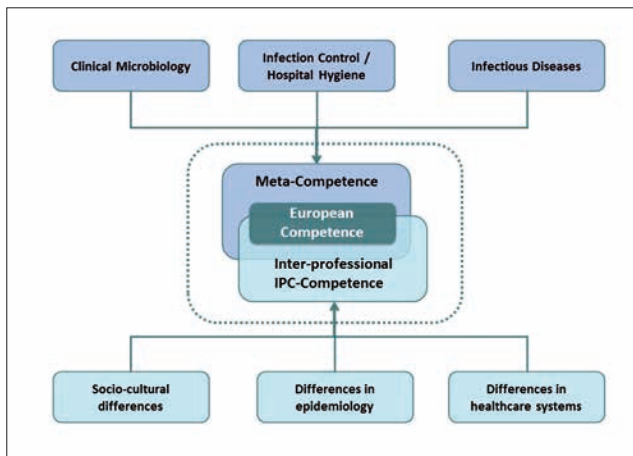 Clinical Microbiology
Infection Control /
Hospital Hygiene
Infectious Diseases
Meta-Competence
European
Competence
Inter-professional
IPC-Competence
Socio-cultural
differences
Differences in
epidemiology
Differences in
healthcare systems